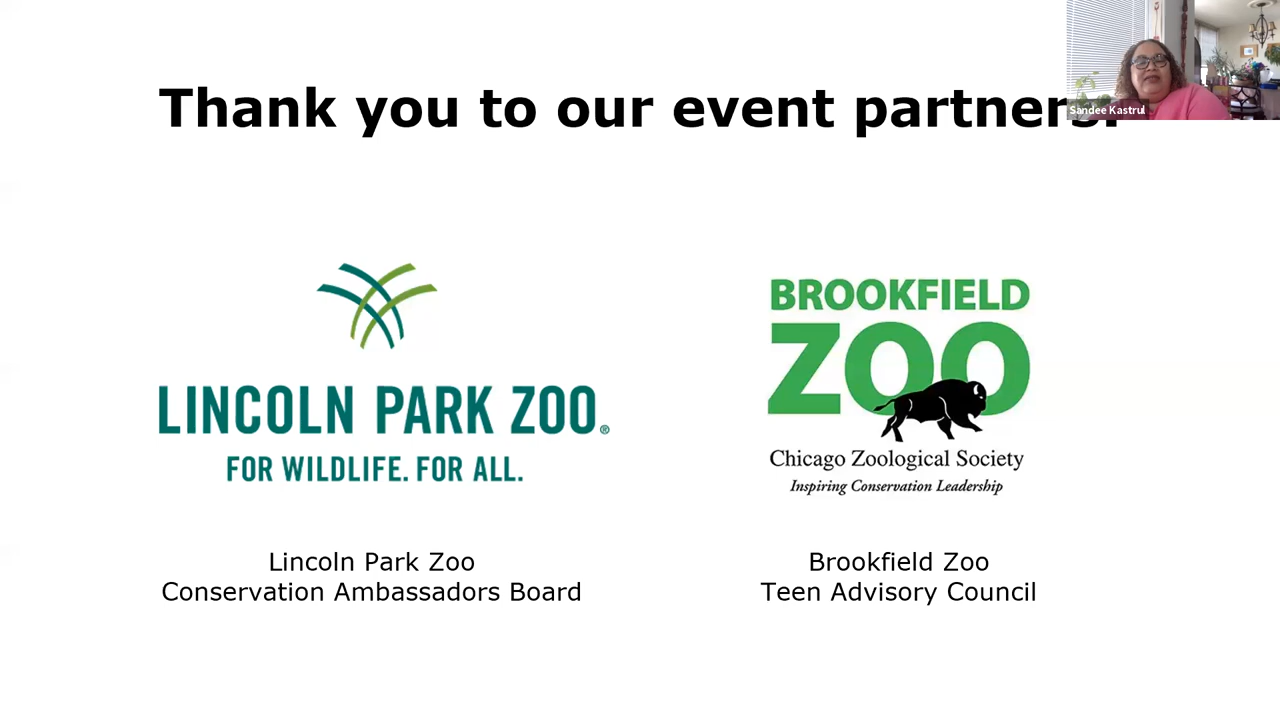 Thank you to our event partners!
Sandee Kastrul
LINCOLN PARK ZOO®
FOR WILDLIFE. FOR ALL.
BROOKFIELD
ZOO
Chicago Zoological Society
Inspiring Conservation Leadership
Lincoln Park Zoo
Conservation Ambassadors Board
Brookfield Zoo
Teen Advisory Council